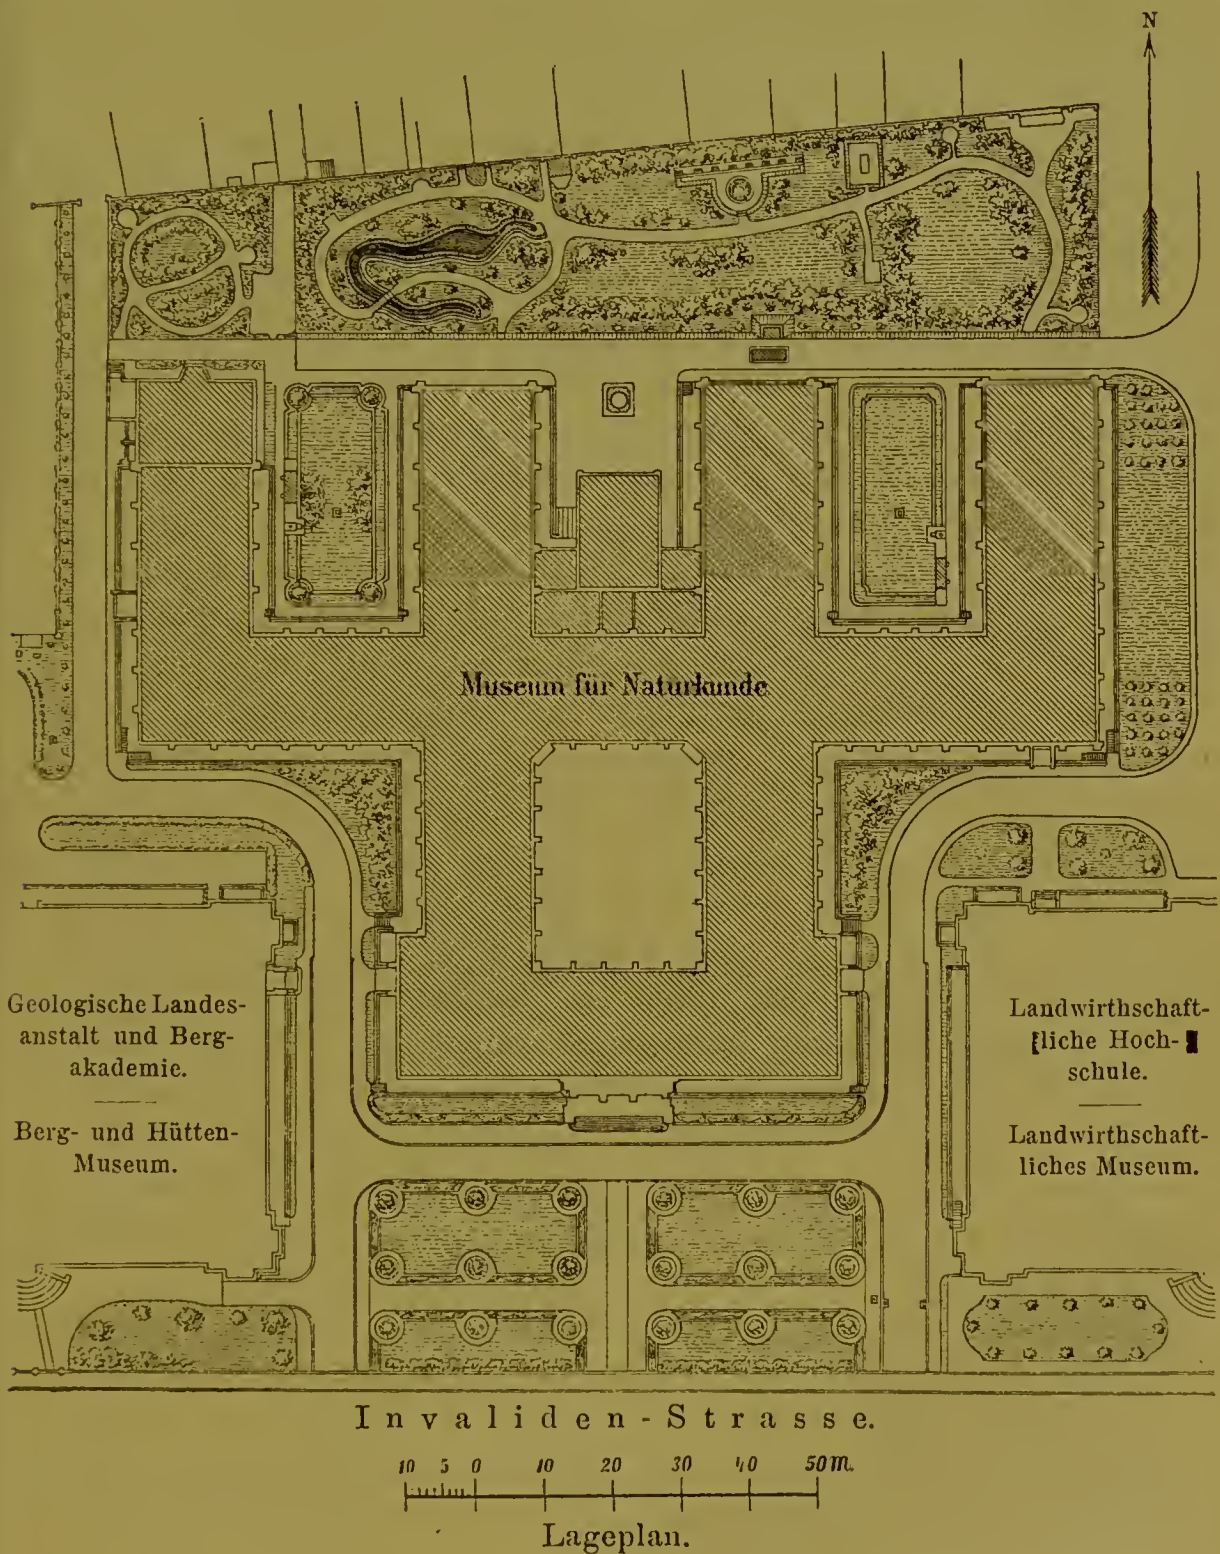 N
Museum für Naturkunde
Geologische Landes-
anstalt und Berg-
akademie.
Berg- und Hütten-
Museum.
Landwirthschaft-
[liche Hoch-
schule.
Landwirthschaft-
liches Museum.
Invaliden-Strasse.
10 5 0 10 20 30 40 50 m.
Lageplan.